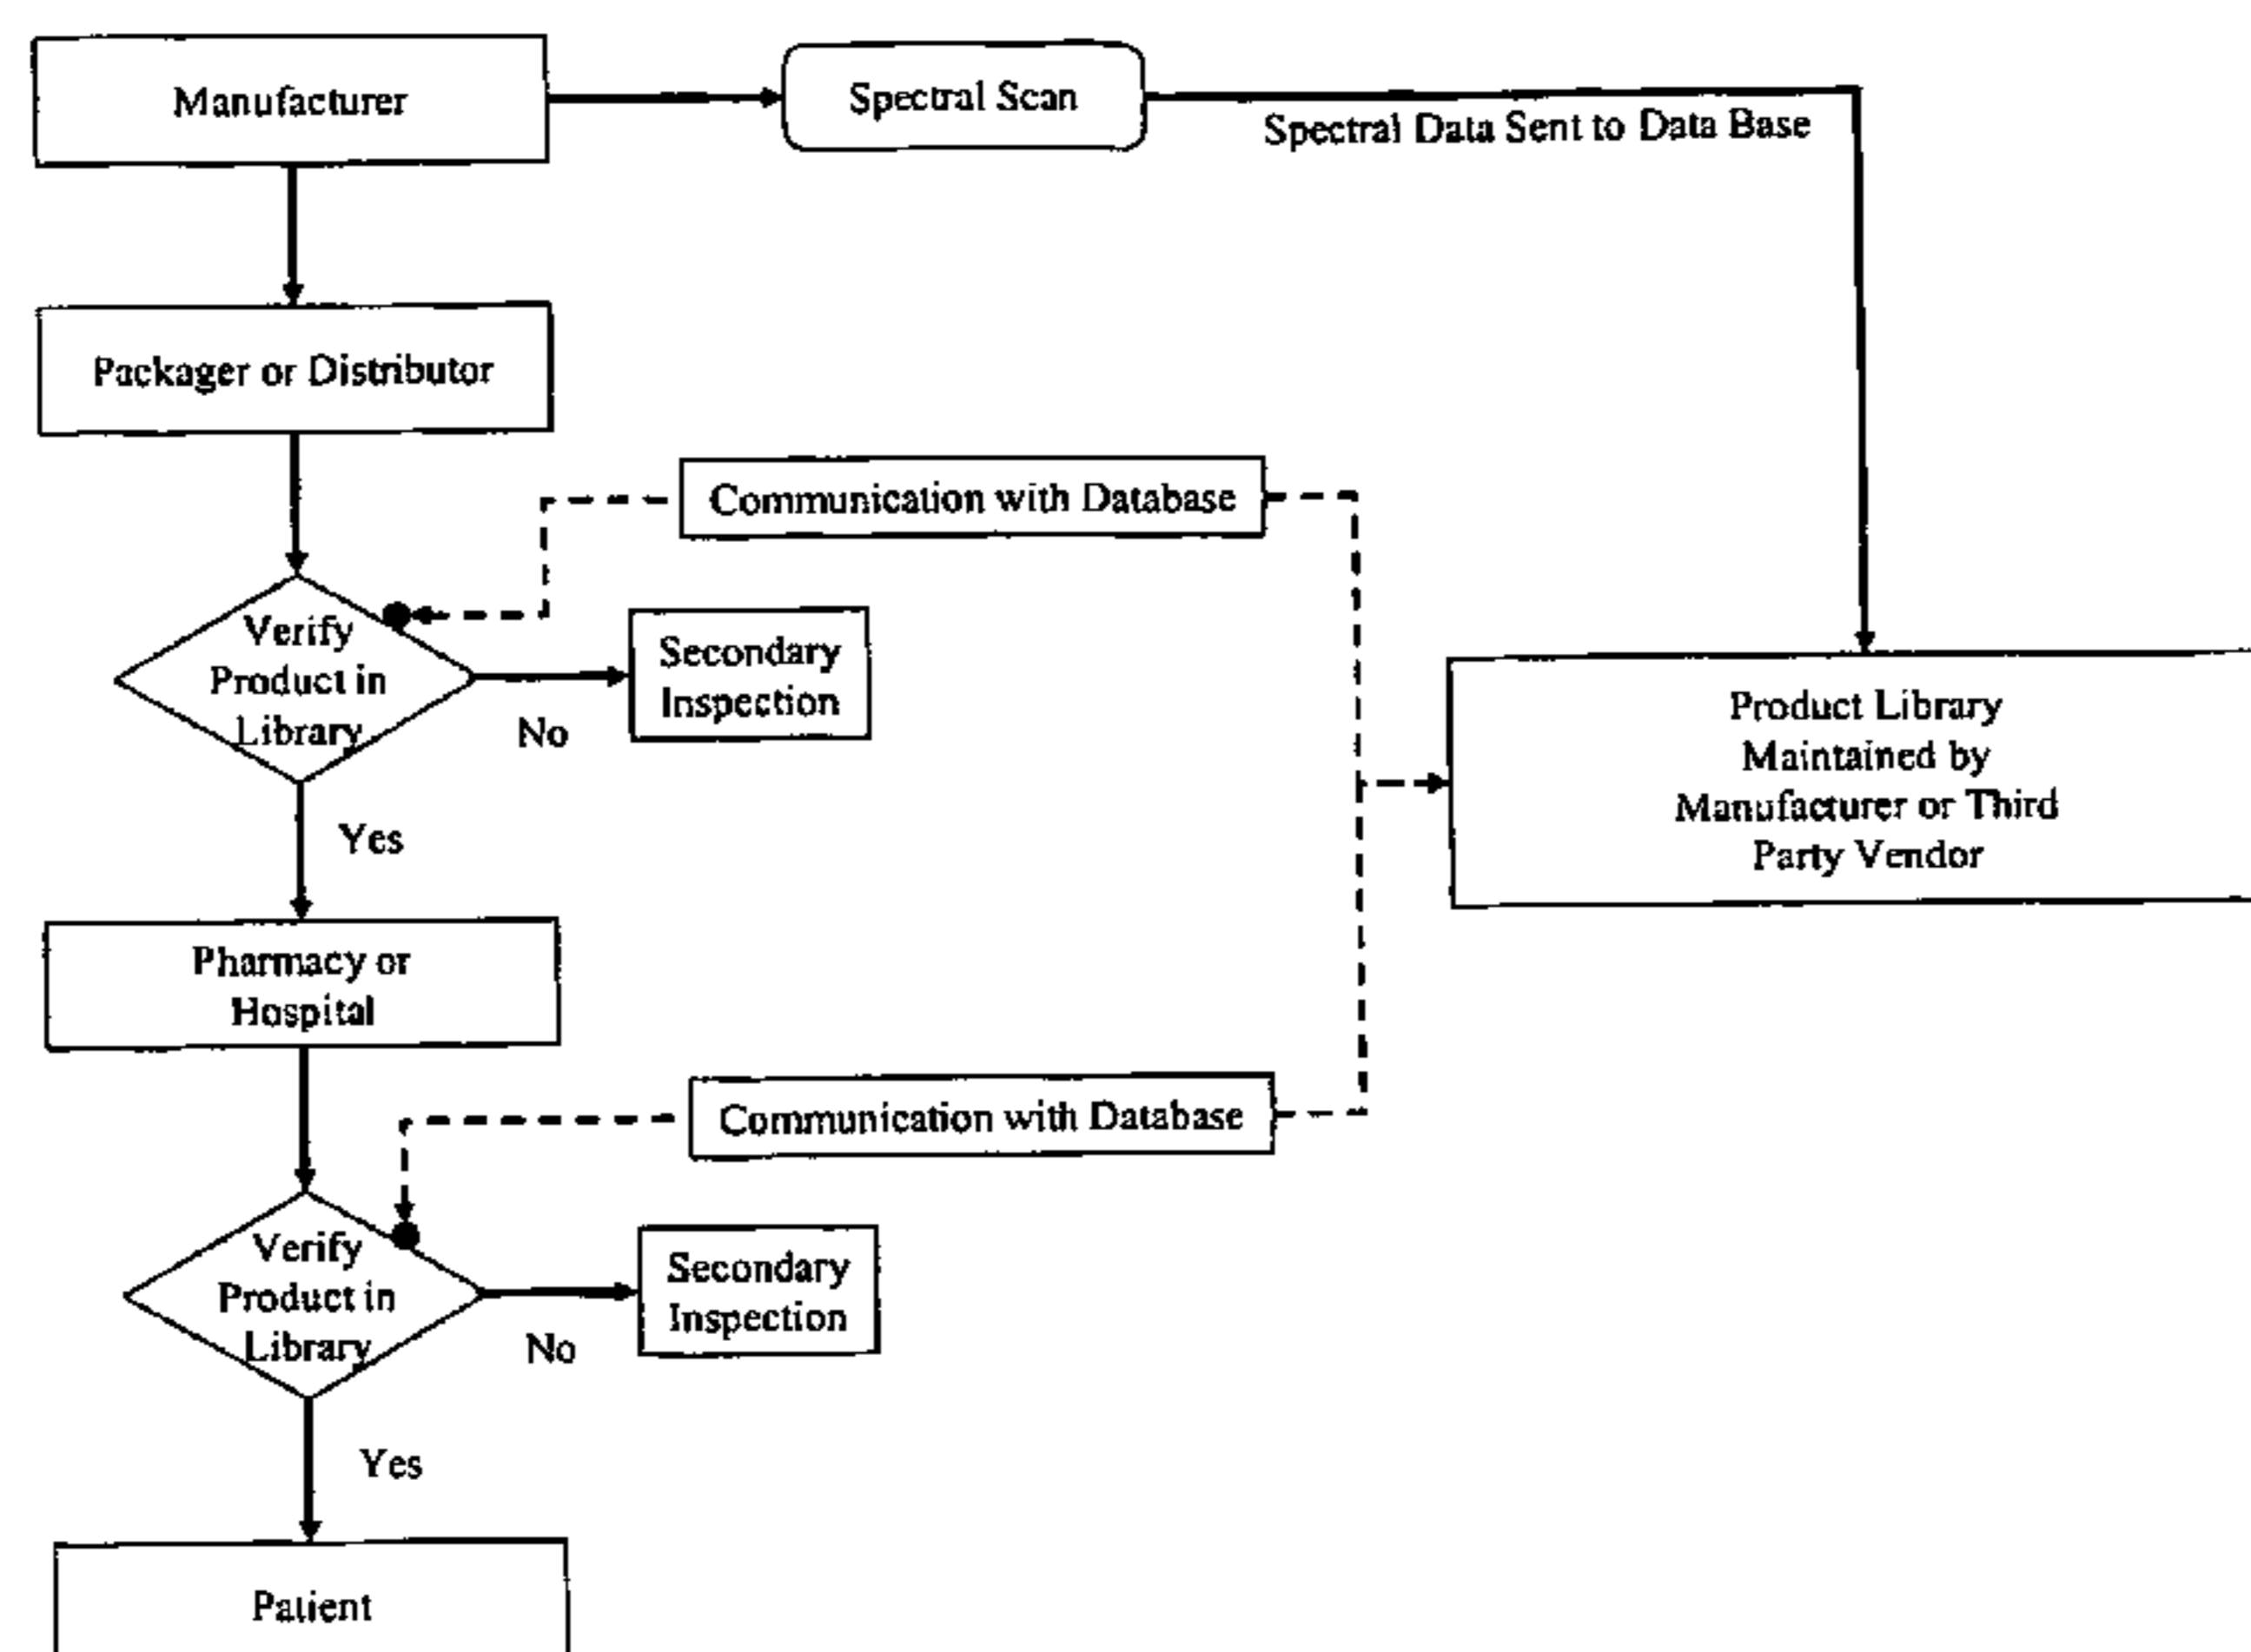 Manufacturer
Spectral Scan
Spectral Data Sent to Data Base
Packager or Distributor
Communication with Database
Verify
Product in
Library
No
Secondary
Inspection
Yes
Product Library
Maintained by
Manufacturer or Third
Party Vendor
Pharmacy or
Hospital
Communication with Database
Verify
Product in
Library
No
Secondary
Inspection
Yes
Patient